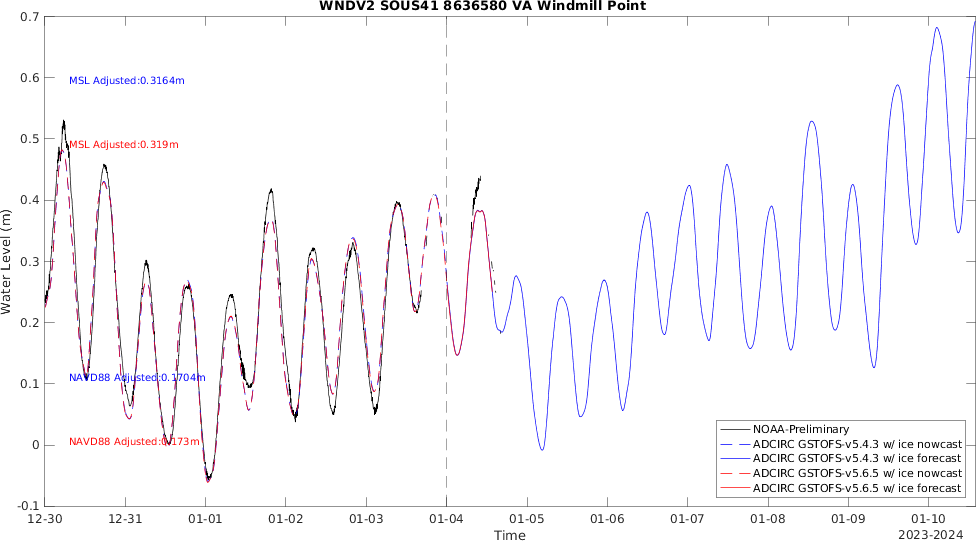 WNDV2 SOUS41 8636580 VA Windmill Point
0.7
0.6
0.5
0.4
0.3
0.2
0.1
0
-0.1
Water Level (m)
MSL Adjusted:0.3164m
MSL Adjusted:0.319m
NAVD88 Adjusted:0.1704m
NAVD88 Adjusted:0.173m
NOAA-Preliminary
ADCIRC GSTOFS-v5.4.3 w/ ice nowcast
ADCIRC GSTOFS-v5.4.3 w/ ice forecast
ADCIRC GSTOFS-v5.6.5 w/ ice nowcast
ADCIRC GSTOFS-v5.6.5 w/ ice forecast
12-30 12-31 01-01 01-02 01-03 01-04 01-05 01-06 01-07 01-08 01-09 01-10
2023-2024
Time